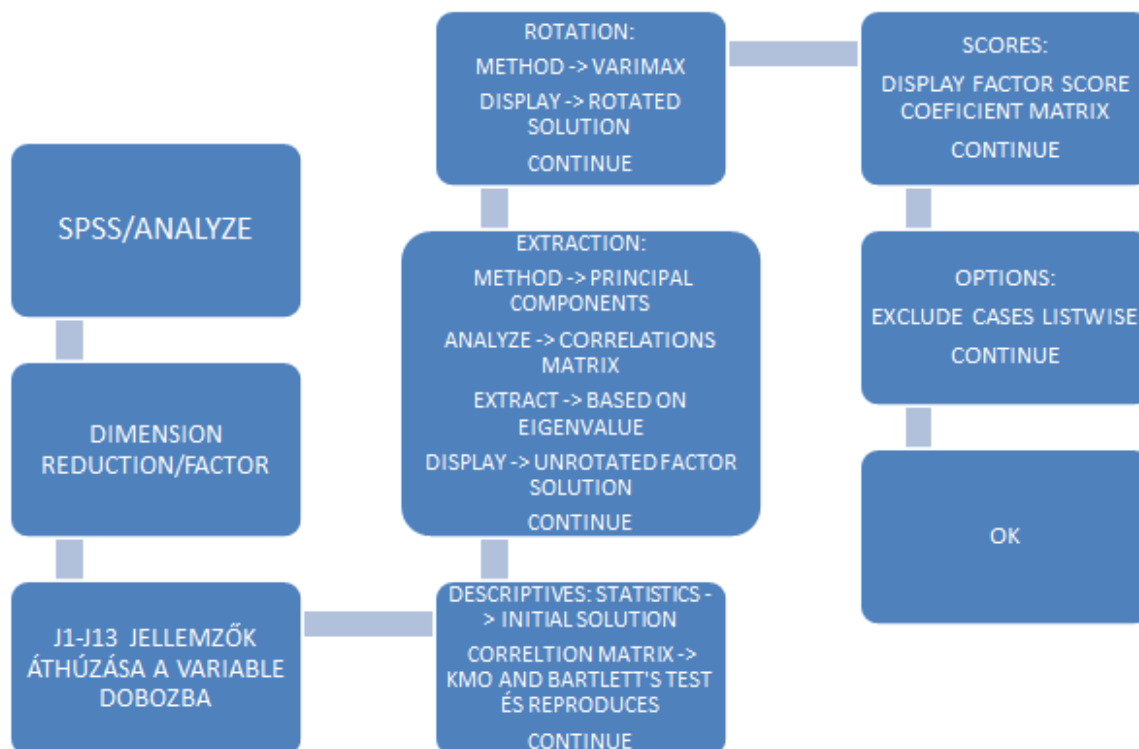 SPSS/ANALYZE
DIMENSION
REDUCTION/FACTOR
J1-J13 JELLEMZŐK
ÁTHÚZÁSA A VARIABLE
DOBOZBA
DESCRIPTIVES: STATISTICS -
> INITIAL SOLUTION
CORRELTION MATRIX ->
KMO AND BARTLETT'S TEST
ÉS REPRODUCES
CONTINUE
EXTRACTION:
METHOD -> PRINCIPAL
COMPONENTS
ANALYZE -> CORRELATIONS
MATRIX
EXTRACT -> BASED ON
EIGENVALUE
DISPLAY -> UNROTATED FACTOR
SOLUTION
CONTINUE
ROTATION:
METHOD -> VARIMAX
DISPLAY -> ROTATED
SOLUTION
CONTINUE
SCORES:
DISPLAY FACTOR SCORE
COEFICIENT MATRIX
CONTINUE
OPTIONS:
EXCLUDE CASES LISTWISE
CONTINUE
OK